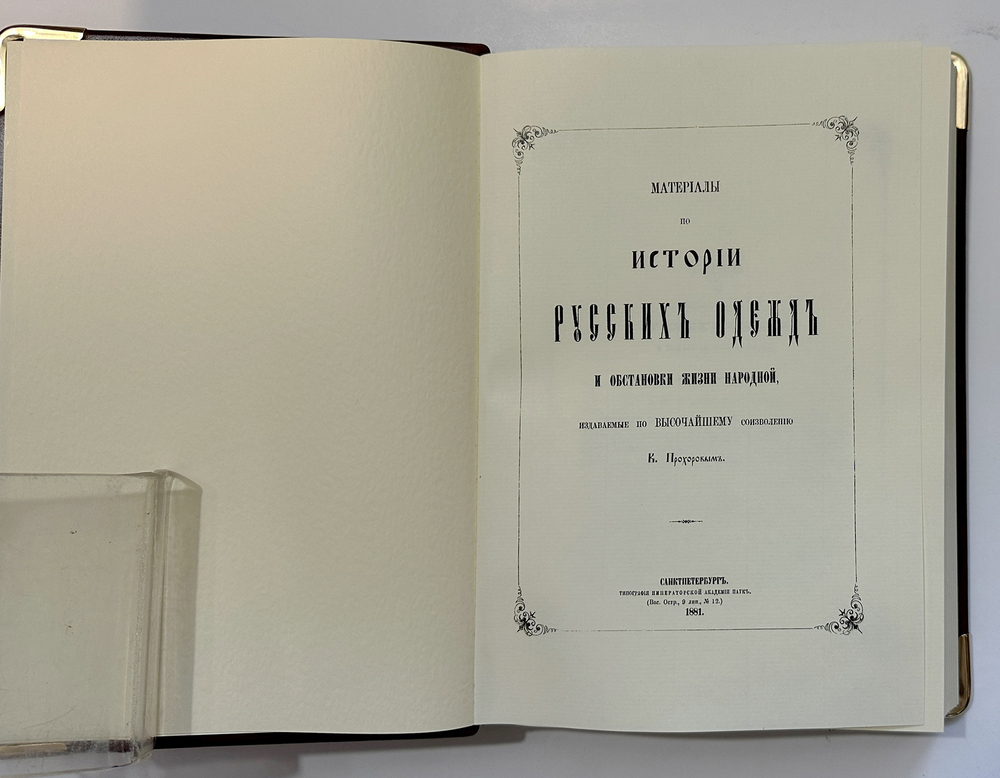 МАТЕРІАЛЫ
ПО
ИСТОРІИ
РУССКИХЪ ОДЕЖДЪ
И ОБСТАНОВКИ ЖИЗНИ НАРОДНОЙ,
ИЗДАВАЕМЫЕ ПО ВЫСОЧАЙШЕМУ СОИЗВОЛЕНІЮ
В. Прохоровымъ.
САНКТПЕТЕРБУРГЪ.
ТИПОГРАФІЯ ИМПЕРАТОРСКОЙ АКАДЕМІИ НАУКЪ.
(Вас. Остр., 9 лин., № 12.)
1881.